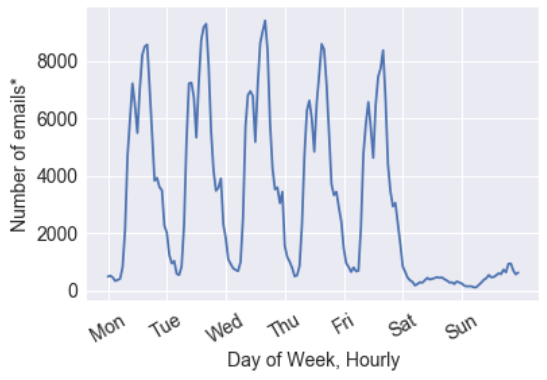 Number of emails*
8000
6000
4000
2000
0
Mon Tue Wed Thu Fri Sat Sun
Day of Week, Hourly